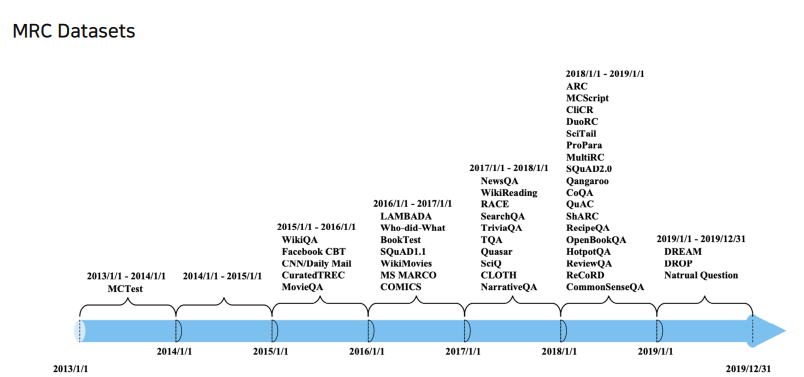 MRC Datasets
2013/1/1 - 2014/1/1
MCTest
2014/1/1 - 2015/1/1
2015/1/1 - 2016/1/1
WikiQA
Facebook CBT
CNN/Daily Mail
CuratedTREC
MovieQA
2016/1/1 - 2017/1/1
LAMBADA
Who-did-What
BookTest
SQuAD1.1
WikiMovies
MS MARCO
COMICS
2017/1/1 - 2018/1/1
NewsQA
WikiReading
RACE
SearchQA
TriviaQA
TQA
Quasar
SciQ
CLOTH
NarrativeQA
2018/1/1 - 2019/1/1
ARC
MCScript
CliCR
DuoRC
SciTail
ProPara
MultiRC
SQuAD2.0
Qangaroo
CoQA
QuAC
ShARC
RecipeQA
OpenBookQA
HotpotQA
ReviewQA
ReCoRD
CommonSenseQA
2019/1/1 - 2019/12/31
DREAM
DROP
Natrual Question
2013/1/1
2014/1/1
2015/1/1
2016/1/1
2017/1/1
2018/1/1
2019/1/1
2019/12/31